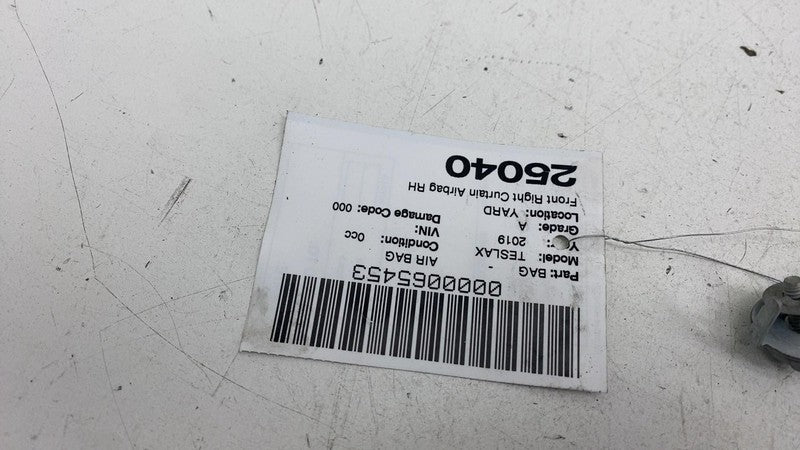 0000065453
Part: BAG - AIR BAG
Model: TESLAX Condition: 0cc
Y 2019 VIN:
Grade: A Damage Code: 000
Location: YARD
Front Right Curtain Airbag RH
25040